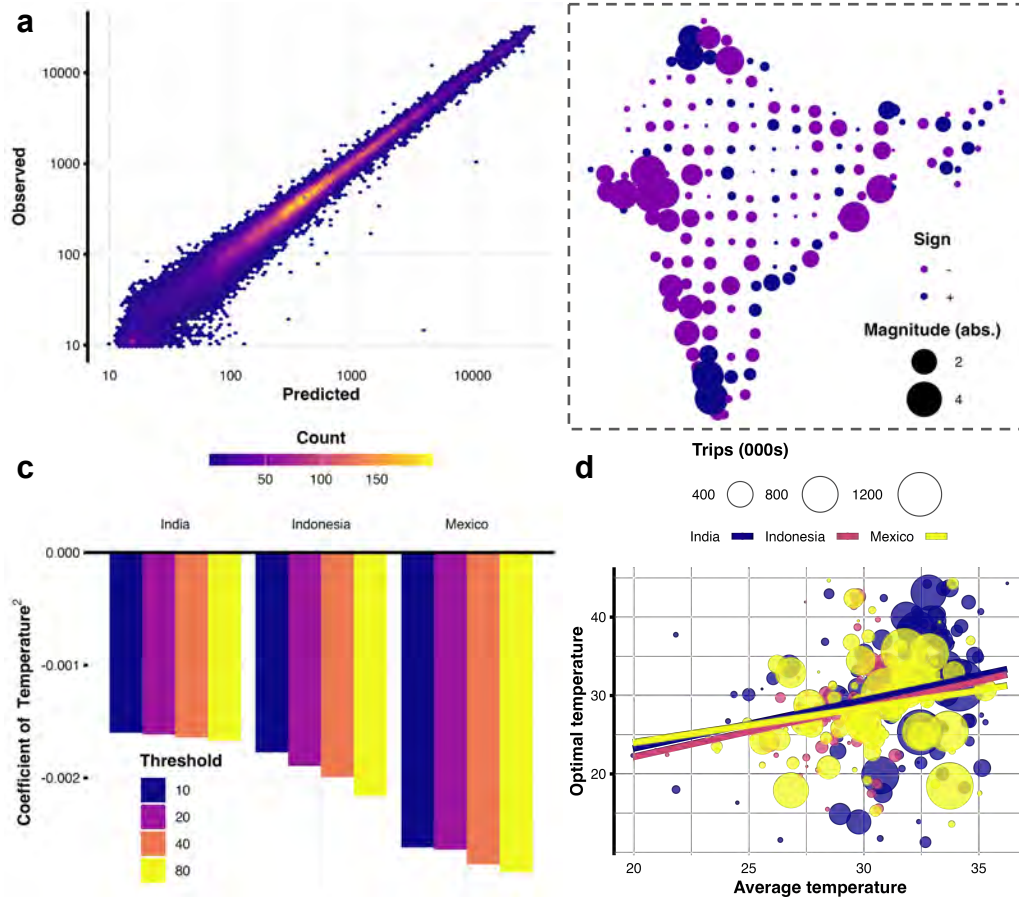 a
10000
1000
100
10
Observed
10 100 1000 10000
Predicted
Count
50 100 150
Sign
-
+
Magnitude (abs.)
2
4
c
India Indonesia Mexico
0.000
-0.001
-0.002
Coefficient of Temperature²
Threshold
10
20
40
80
d
Trips (000s)
400 800 1200
India Indonesia Mexico
40
30
20
Optimal temperature
20 25 30 35
Average temperature